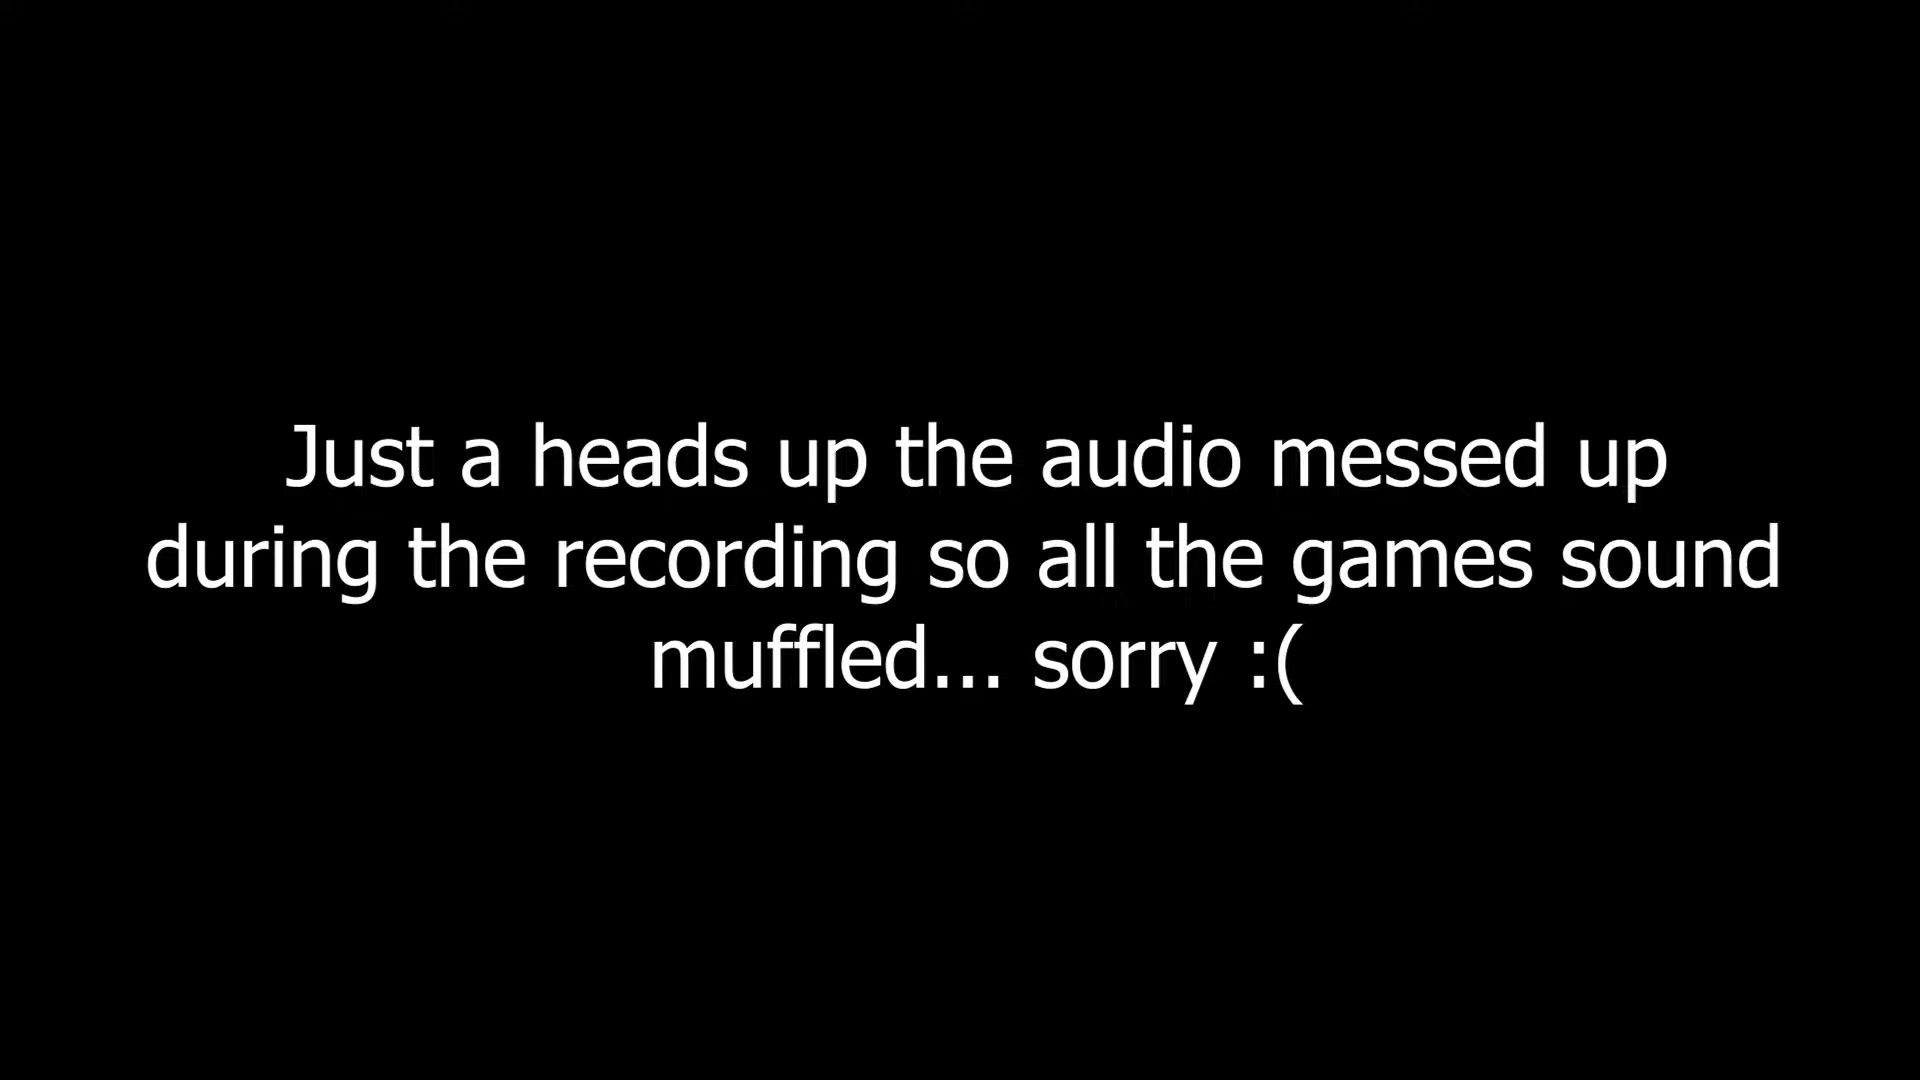 Just a heads up the audio messed up
during the recording so all the games sound
muffled... sorry :(